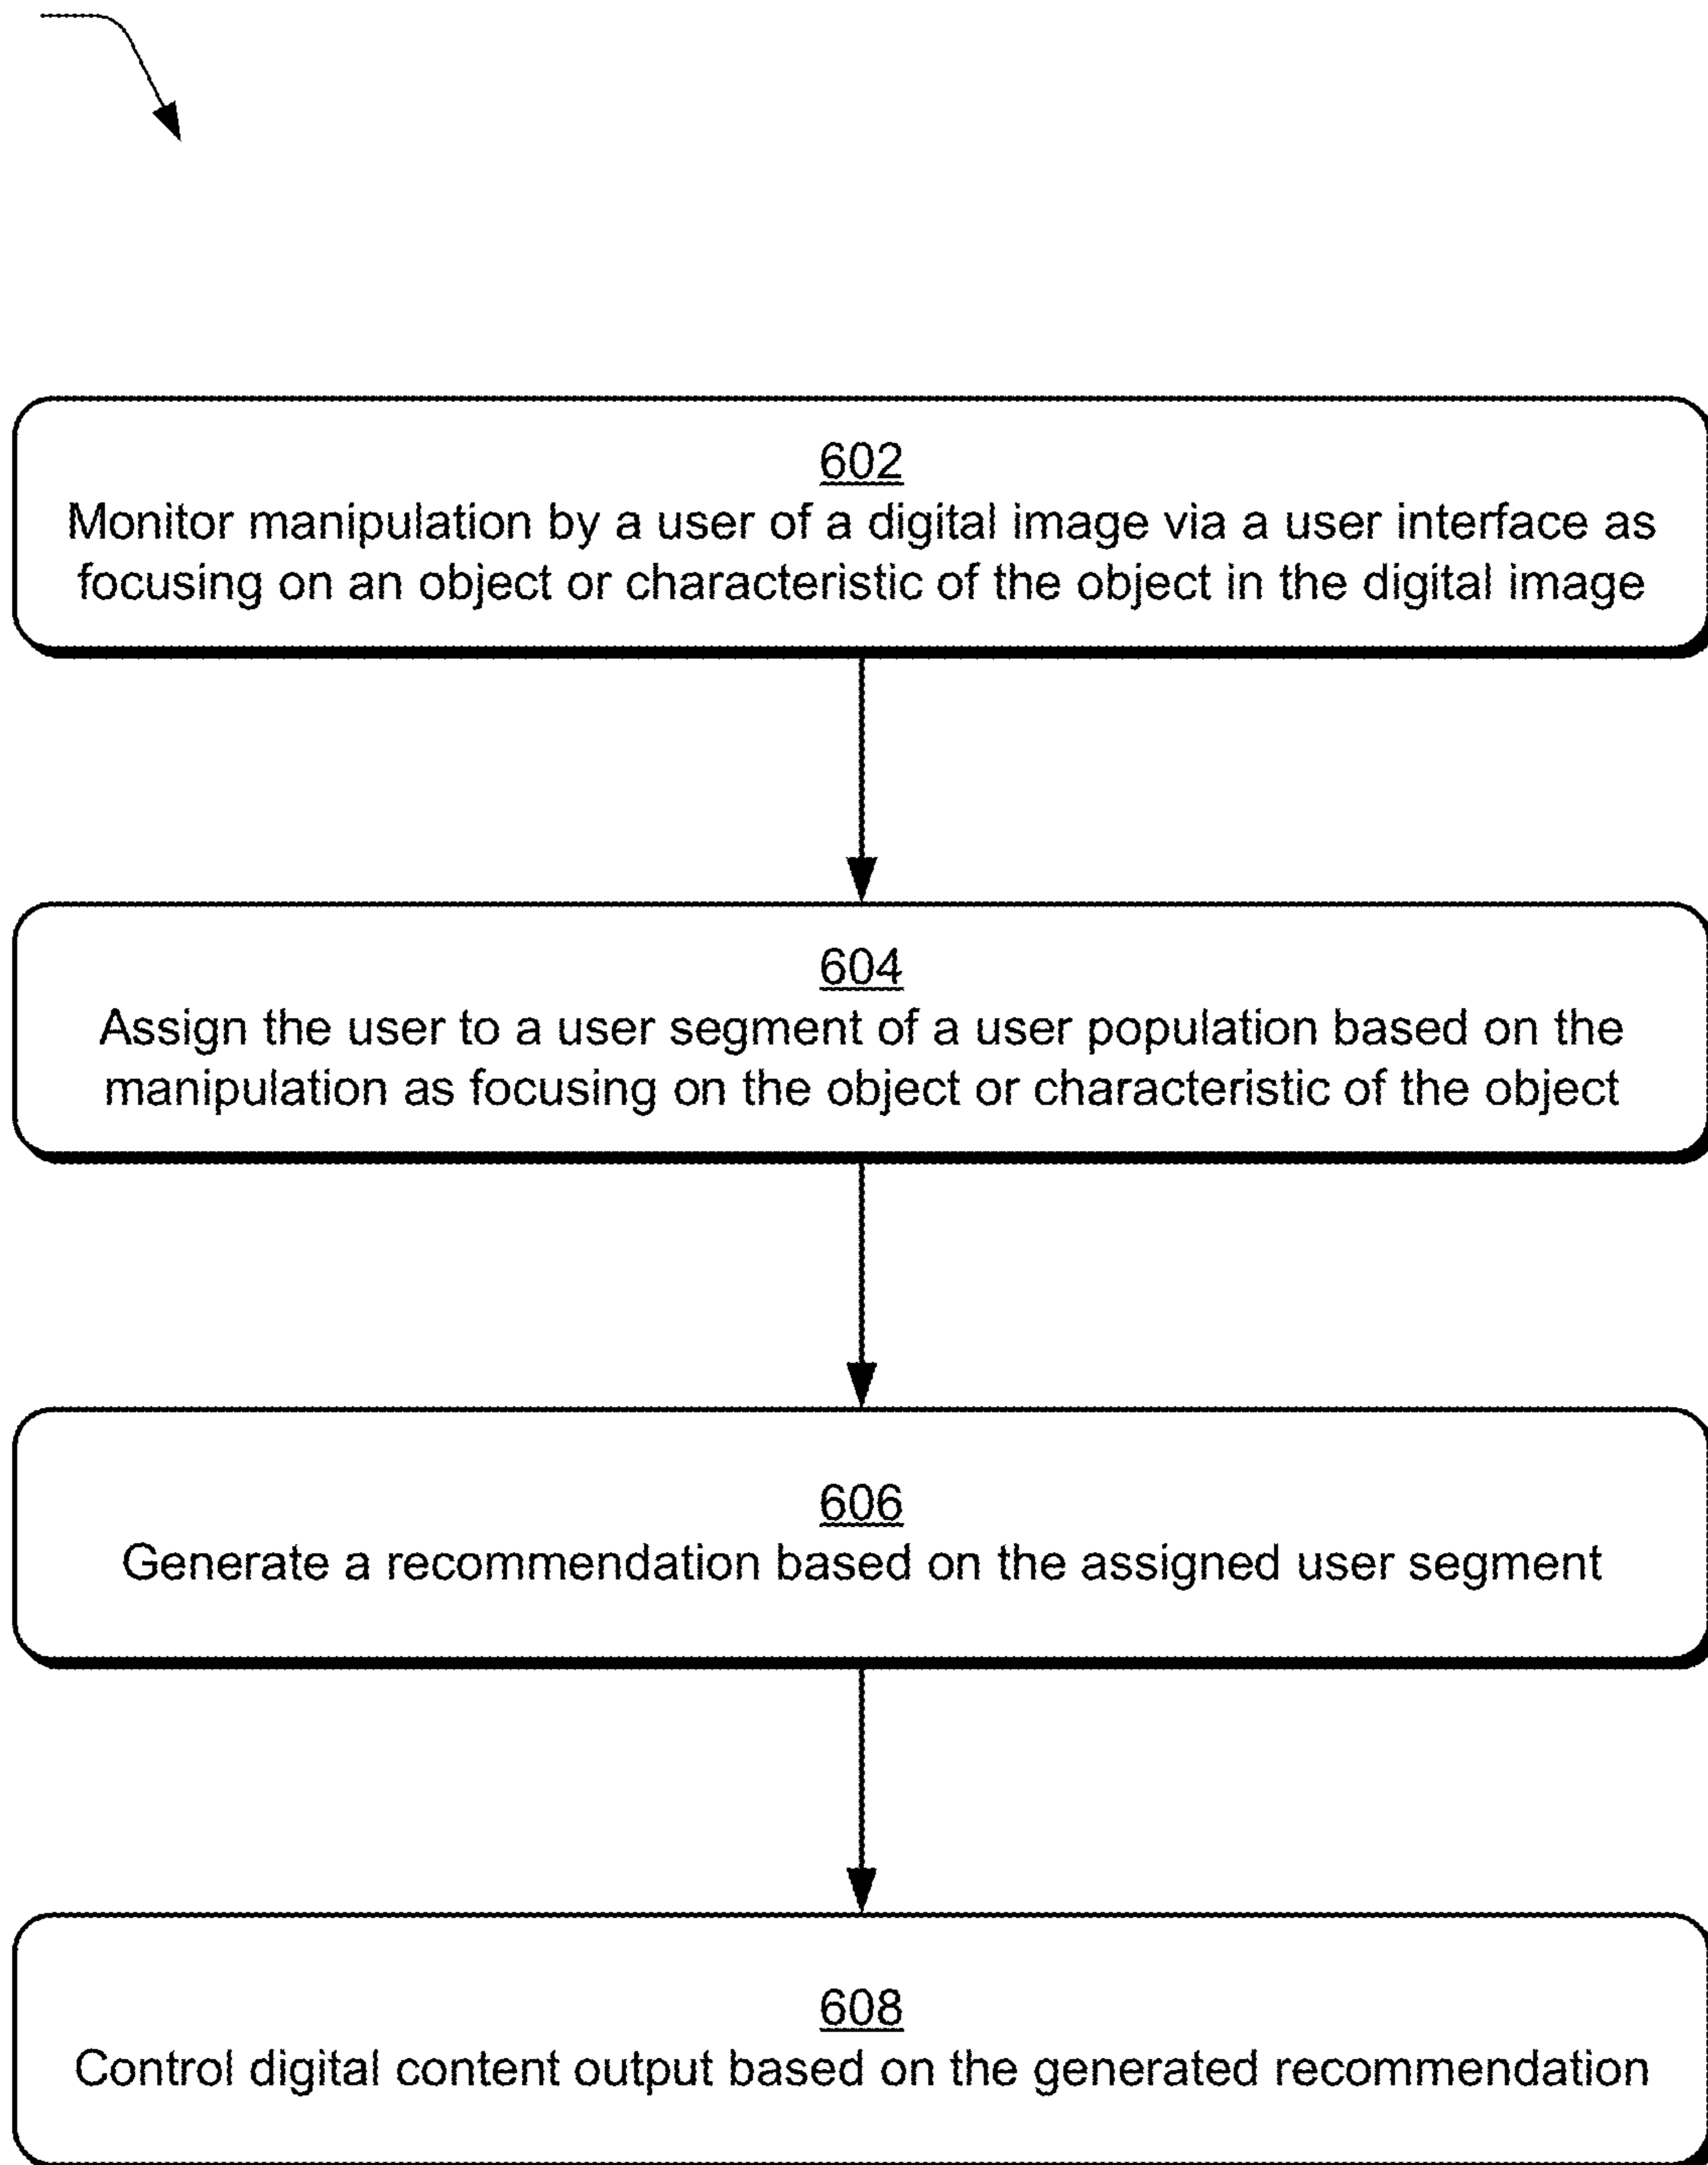 602
Monitor manipulation by a user of a digital image via a user interface as
focusing on an object or characteristic of the object in the digital image
604
Assign the user to a user segment of a user population based on the
manipulation as focusing on the object or characteristic of the object
606
Generate a recommendation based on the assigned user segment
608
Control digital content output based on the generated recommendation